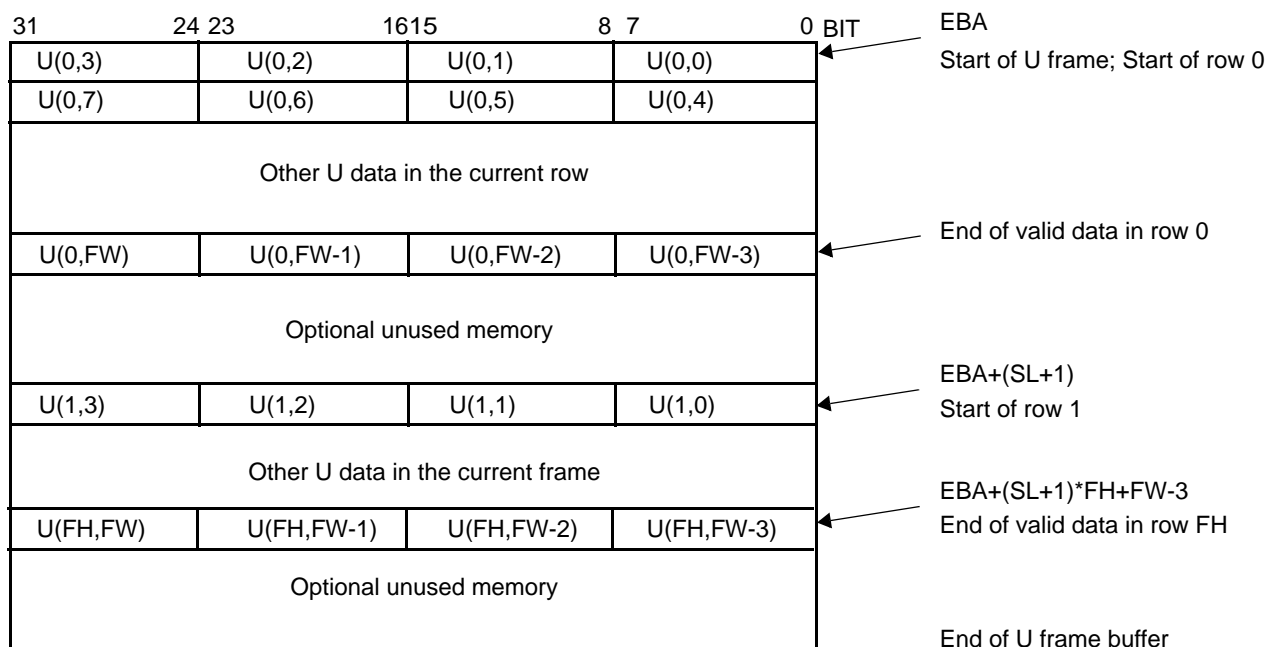 31 24 23 1615 8 7 0 BIT EBA
U(0,3) U(0,2) U(0,1) U(0,0) Start of U frame; Start of row 0
U(0,7) U(0,6) U(0,5) U(0,4)
Other U data in the current row
End of valid data in row 0
U(0,FW) U(0,FW-1) U(0,FW-2) U(0,FW-3)
Optional unused memory
EBA+(SL+1)
U(1,3) U(1,2) U(1,1) U(1,0) Start of row 1
Other U data in the current frame
EBA+(SL+1)*FH+FW-3
U(FH,FW) U(FH,FW-1) U(FH,FW-2) U(FH,FW-3) End of valid data in row FH
Optional unused memory
End of U frame buffer